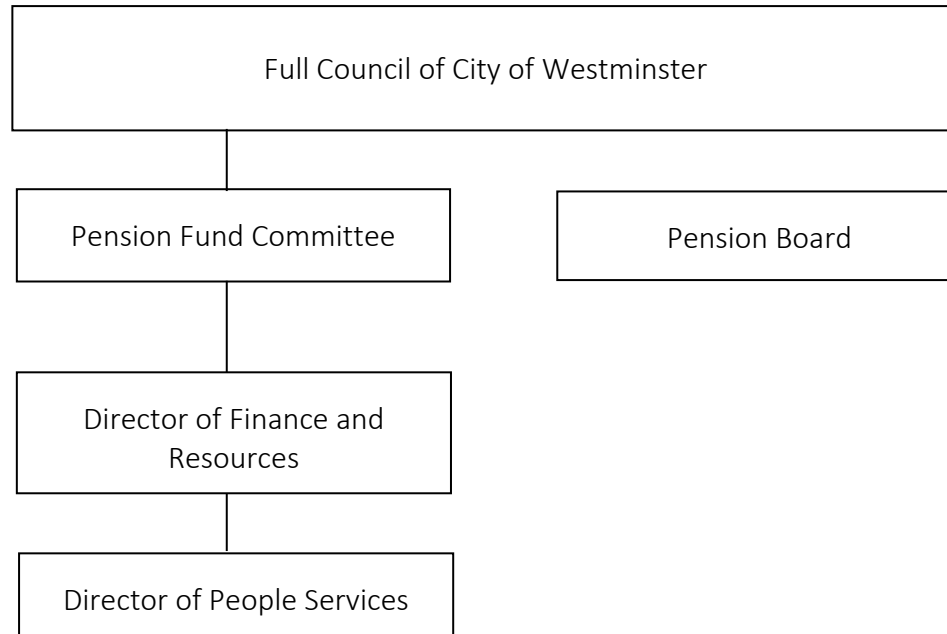 Full Council of City of Westminster
Pension Fund Committee
Pension Board
Director of Finance and
Resources
Director of People Services